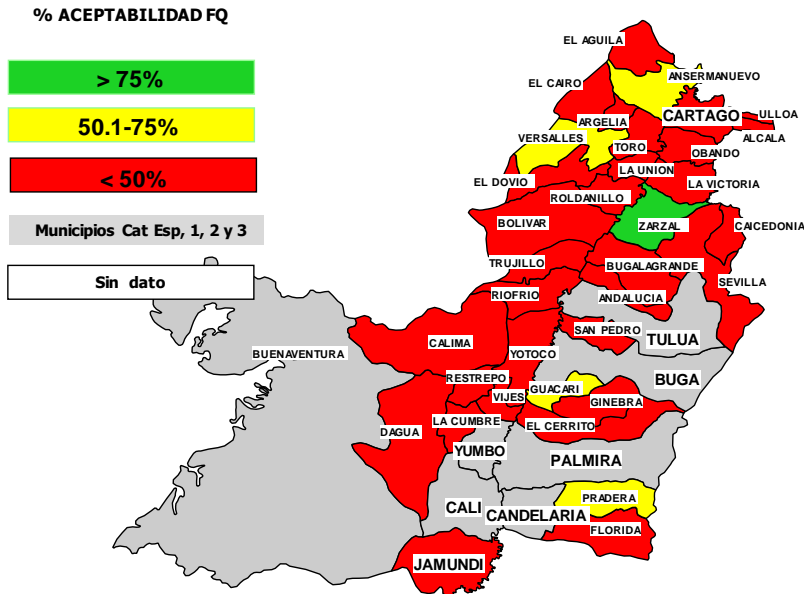 % ACEPTABILIDAD FQ
> 75%
50.1-75%
< 50%
Municipios Cat Esp, 1, 2 y 3
Sin dato
EL AGUILA
ANSERMANUEVO
EL CAIRO
CARTAGO
ULLOA
ARGELIA
ALCALA
VERSALLES
TORO
OBANDO
LA UNION
EL DOVIO
LA VICTORIA
ROLDANILLO
BOLIVAR
ZARZAL
CAICEDONIA
TRUJILLO
BUGALAGRANDE
SEVILLA
RIOFRIO
ANDALUCIA
SAN PEDRO
TULUA
CALIMA
YOTOCO
BUENAVENTURA
RESTREPO
BUGA
GUACARI
VIJES
GINEBRA
LA CUMBRE
EL CERRITO
DAGUA
YUMBO
PALMIRA
PRADERA
CALI
CANDELARIA
FLORIDA
JAMUNDI